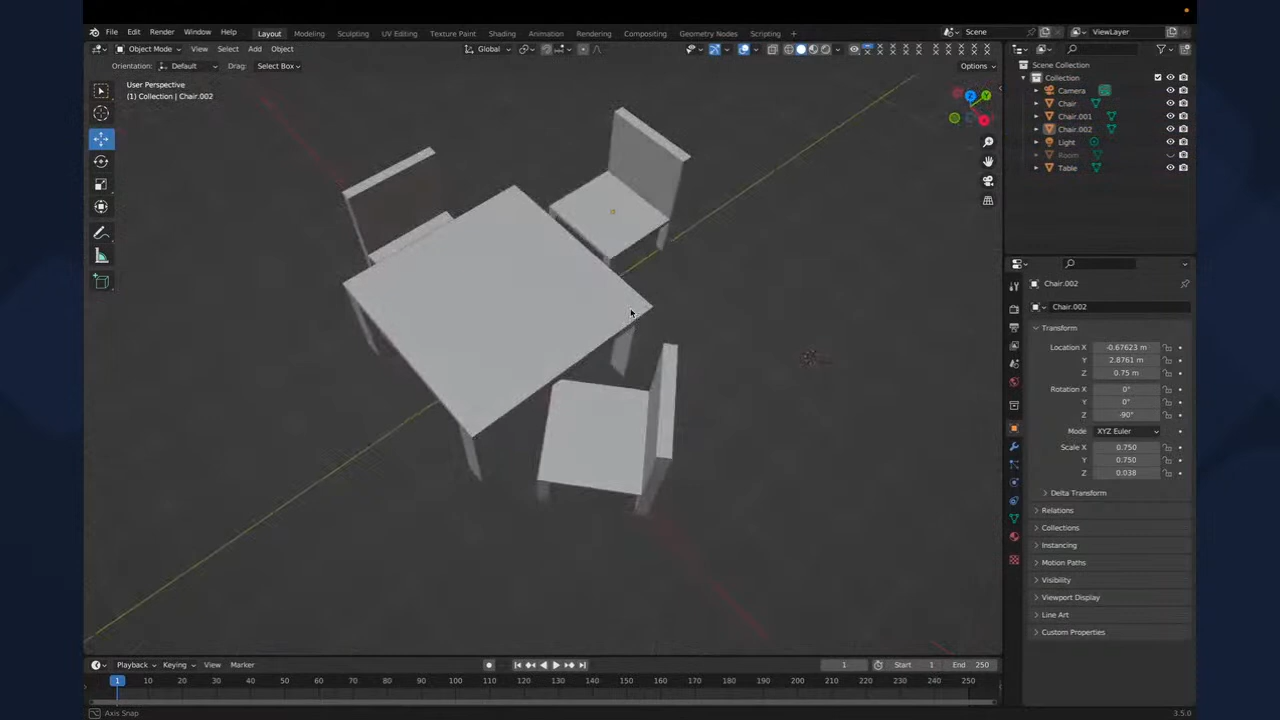 File Edit Render Window Help Layout Modeling Sculpting UV Editing Texture Paint Shading Animation Rendering Compositing Geometry Nodes Scripting + Scene ViewLayer
Object Mode View Select Add Object Global
Orientation: Default Drag: Select Box Options
User Perspective
(1) Collection | Chair.002
Z
Y
X
Scene Collection
Collection
Camera
Chair
Chair.001
Chair.002
Light
Room
Table
Chair.002
Chair.002
Transform
Location X -0.67623 m
Y 2.8761 m
Z 0.75 m
Rotation X 0°
Y 0°
Z -90°
Mode XYZ Euler
Scale X 0.750
Y 0.750
Z 0.038
Delta Transform
Relations
Collections
Instancing
Motion Paths
Visibility
Viewport Display
Line Art
Custom Properties
Playback Keying View Marker 1 Start 1 End 250
1 10 20 30 40 50 60 70 80 90 100 110 120 130 140 150 160 170 180 190 200 210 220 230 240 250
Axis Snap 3.5.0